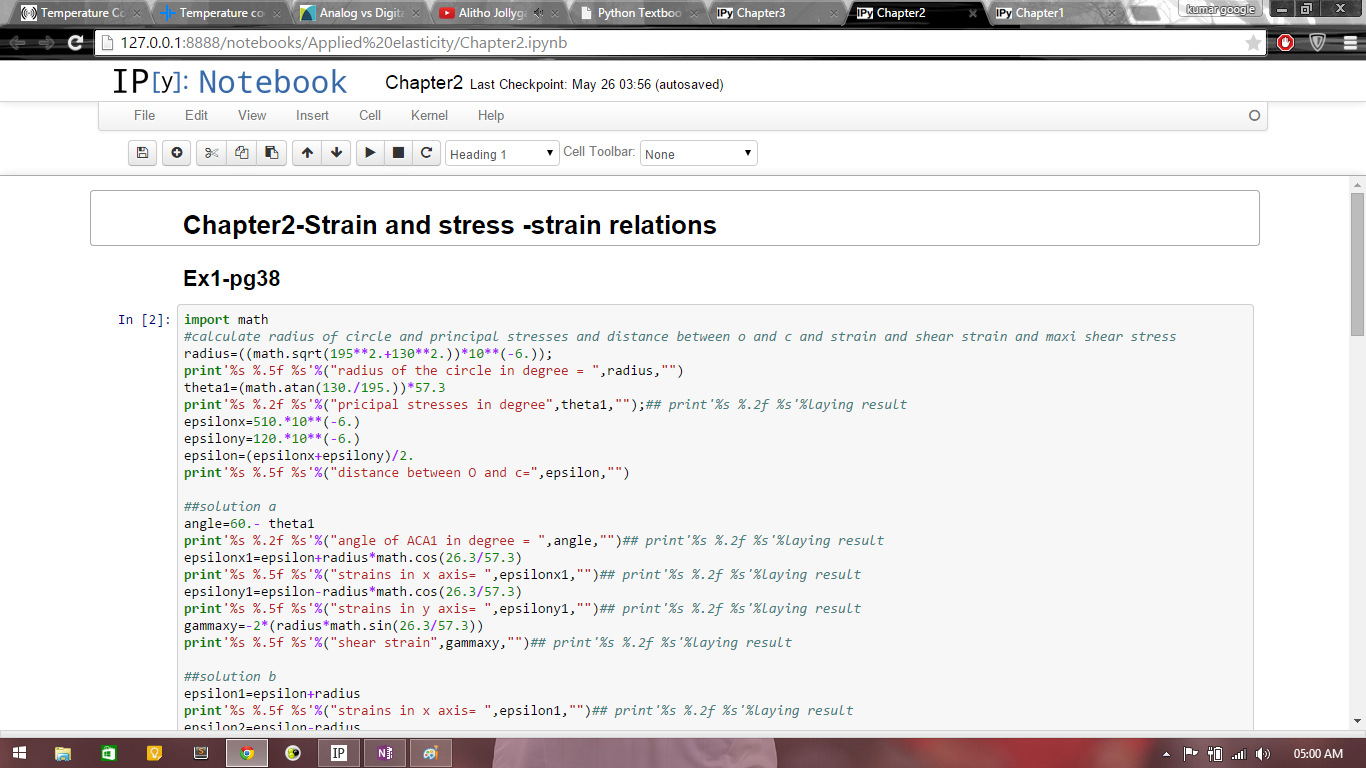 Temperature Co
Temperature co
Analog vs Digita
Alitho Jollyga
Python Textboo
IPy Chapter3
IPy Chapter2
IPy Chapter1
kumar google
127.0.0.1:8888/notebooks/Applied%20elasticity/Chapter2.ipynb
IP[y]: Notebook
Chapter2 Last Checkpoint: May 26 03:56 (autosaved)
File Edit View Insert Cell Kernel Help
Heading 1 Cell Toolbar: None
Chapter2-Strain and stress -strain relations
Ex1-pg38
In [2]:
import math
#calculate radius of circle and principal stresses and distance between o and c and strain and shear strain and maxi shear stress
radius=((math.sqrt(195**2.+130**2.))*10**(-6.));
print'%s %.5f %s'%("radius of the circle in degree = ",radius,"")
theta1=(math.atan(130./195.))*57.3
print'%s %.2f %s'%("pricipal stresses in degree",theta1,"");## print'%s %.2f %s'%laying result
epsilonx=510.*10**(-6.)
epsilony=120.*10**(-6.)
epsilon=(epsilonx+epsilony)/2.
print'%s %.5f %s'%("distance between O and c=",epsilon,"")
##solution a
angle=60.- theta1
print'%s %.2f %s'%("angle of ACA1 in degree = ",angle,"")## print'%s %.2f %s'%laying result
epsilonx1=epsilon+radius*math.cos(26.3/57.3)
print'%s %.5f %s'%("strains in x axis= ",epsilonx1,"")## print'%s %.2f %s'%laying result
epsilony1=epsilon-radius*math.cos(26.3/57.3)
print'%s %.5f %s'%("strains in y axis= ",epsilony1,"")## print'%s %.2f %s'%laying result
gammaxy=-2*(radius*math.sin(26.3/57.3))
print'%s %.5f %s'%("shear strain",gammaxy,"")## print'%s %.2f %s'%laying result
##solution b
epsilon1=epsilon+radius
print'%s %.5f %s'%("strains in x axis= ",epsilon1,"")## print'%s %.2f %s'%laying result
epsilon2=epsilon-radius
IP
N
05:00 AM